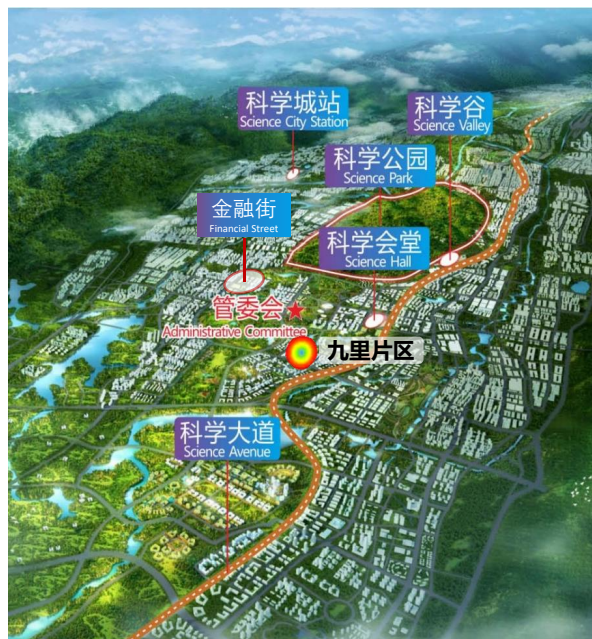 科学城站
Science City Station
科学谷
Science Valley
科学公园
Science Park
金融街
Financial Street
科学会堂
Science Hall
管委会★
Administrative Committee
九里片区
科学大道
Science Avenue